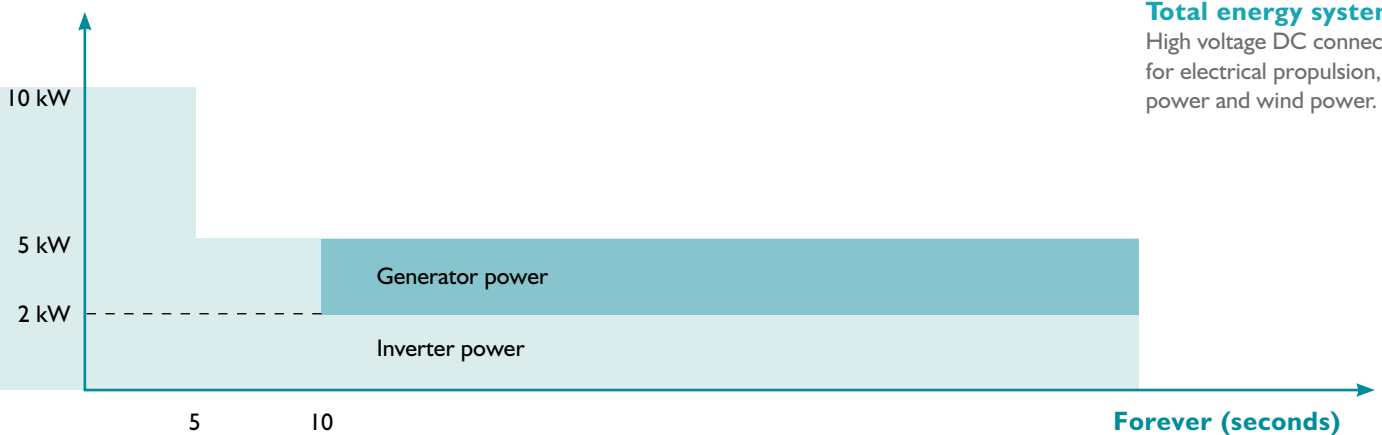 Total energy system
High voltage DC connec
for electrical propulsion,
power and wind power.
10 kW
5 kW
Generator power
2 kW
Inverter power
5 10 Forever (seconds)